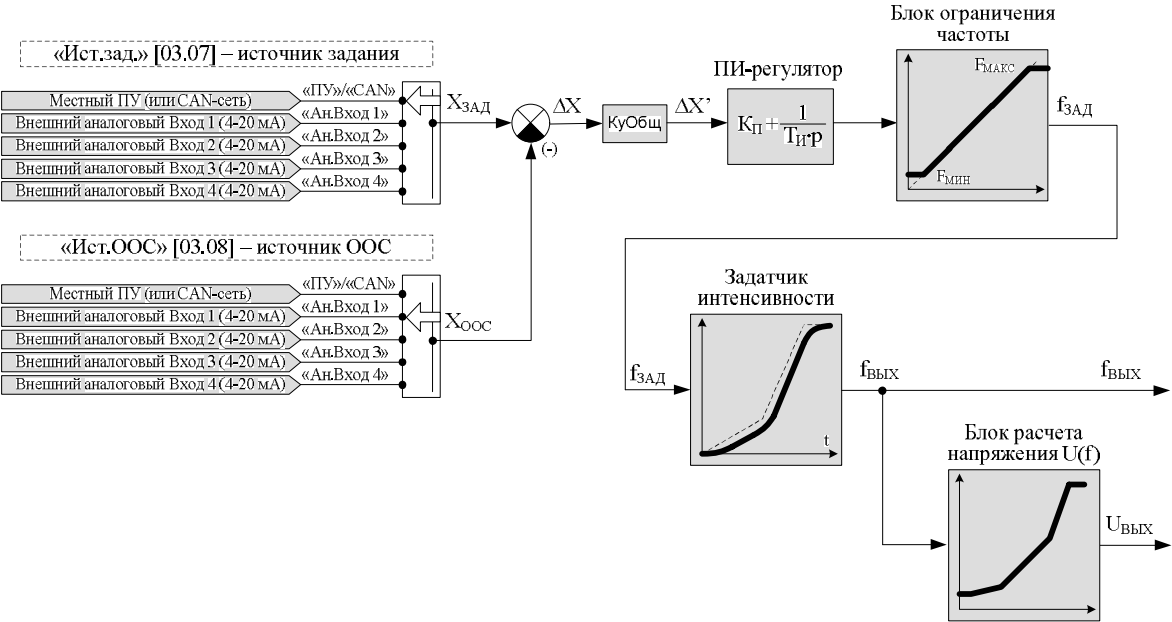 «Ист.зад.» [03.07] – источник задания
Местный ПУ (или CAN-сеть)
«ПУ»/«CAN»
Внешний аналоговый Вход 1 (4-20 мА)
«Ан.Вход 1»
Внешний аналоговый Вход 2 (4-20 мА)
«Ан.Вход 2»
Внешний аналоговый Вход 3 (4-20 мА)
«Ан.Вход 3»
Внешний аналоговый Вход 4 (4-20 мА)
«Ан.Вход 4»
XЗАД
ΔX
(-)
КуОбщ
ΔX’
ПИ-регулятор
КП + 1
TИ·p
Блок ограничения
частоты
FМАКС
FМИН
fЗАД
«Ист.ООС» [03.08] – источник ООС
Местный ПУ (или CAN-сеть)
«ПУ»/«CAN»
Внешний аналоговый Вход 1 (4-20 мА)
«Ан.Вход 1»
Внешний аналоговый Вход 2 (4-20 мА)
«Ан.Вход 2»
Внешний аналоговый Вход 3 (4-20 мА)
«Ан.Вход 3»
Внешний аналоговый Вход 4 (4-20 мА)
«Ан.Вход 4»
XООС
Задатчик
интенсивности
fЗАД
t
fВЫХ
fВЫХ
Блок расчета
напряжения U(f)
UВЫХ